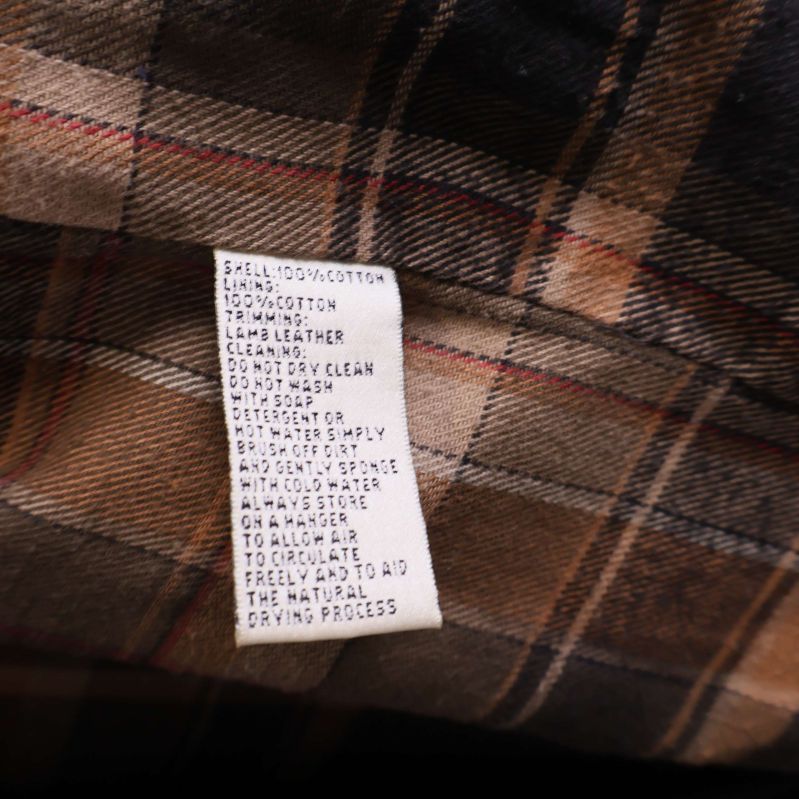 SHELL:100%COTTON
LINING:
100%COTTON
TRIMMING:
LAMB LEATHER
CLEANING:
DO NOT DRY CLEAN
DO NOT WASH
WITH SOAP
DETERGENT OR
HOT WATER SIMPLY
BRUSH OFF DIRT
AND GENTLY SPONGE
WITH COLD WATER
ALWAYS STORE
ON A HANGER
TO ALLOW AIR
TO CIRCULATE
FREELY AND TO AID
THE NATURAL
DRYING PROCESS